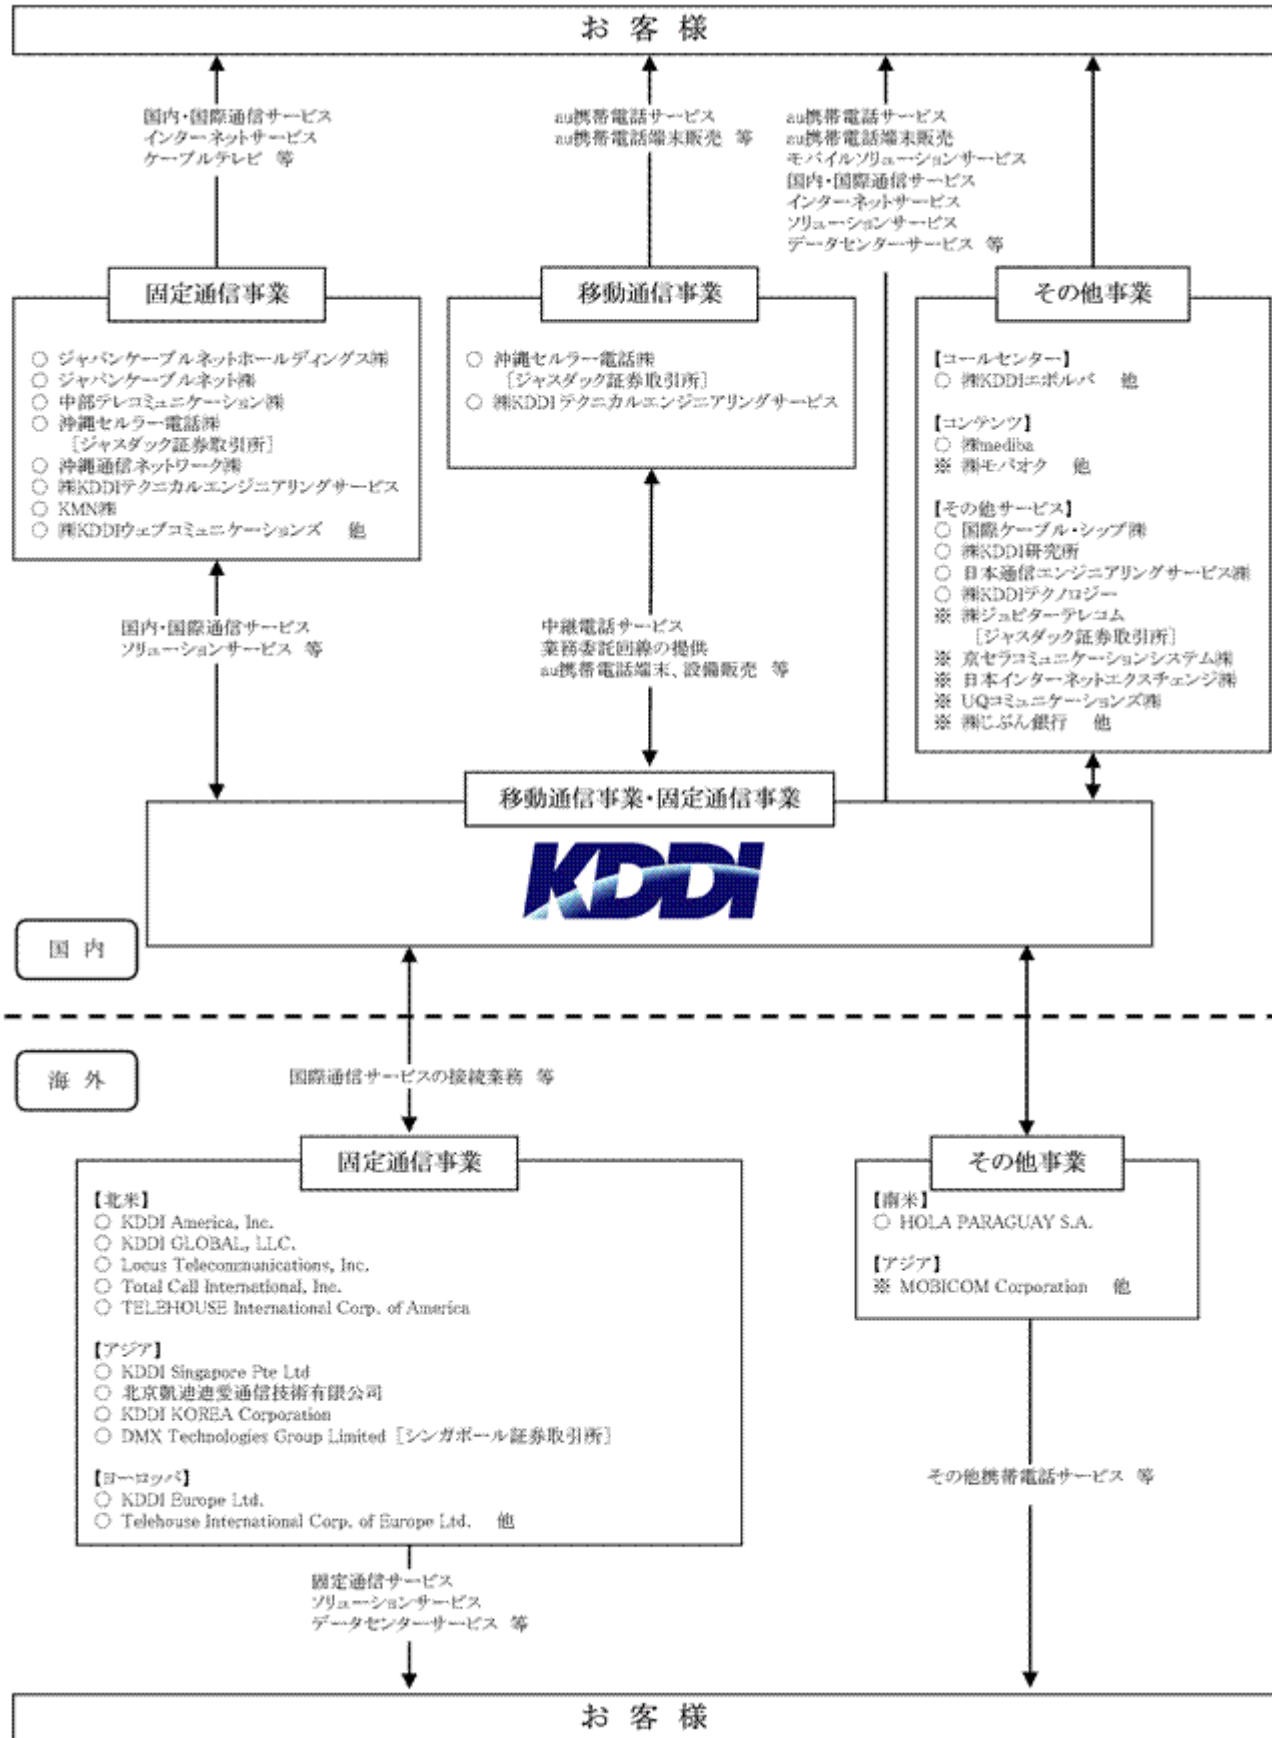 お 客 様
国内・国際通信サービス
インターネットサービス
ケーブルテレビ 等
au携帯電話サービス
au携帯電話端末販売 等
au携帯電話サービス
au携帯電話端末販売
モバイルソリューションサービス
国内・国際通信サービス
インターネットサービス
ソリューションサービス
データセンターサービス 等
固定通信事業
○ ジャパンケーブルネットホールディングス㈱
○ ジャパンケーブルネット㈱
○ 中部テレコミュニケーション㈱
○ 沖縄セルラー電話㈱
［ジャスダック証券取引所］
○ 沖縄通信ネットワーク㈱
○ ㈱KDDIテクニカルエンジニアリングサービス
○ KMN㈱
○ ㈱KDDIウェブコミュニケーションズ 他
移動通信事業
○ 沖縄セルラー電話㈱
［ジャスダック証券取引所］
○ ㈱KDDIテクニカルエンジニアリングサービス
その他事業
【コールセンター】
○ ㈱KDDIエボルバ 他
【コンテンツ】
○ ㈱mediba
※ ㈱モバオク 他
【その他サービス】
○ 国際ケーブル・シップ㈱
○ ㈱KDDI研究所
○ 日本通信エンジニアリングサービス㈱
○ ㈱KDDIテクノロジー
※ ㈱ジュピターテレコム
［ジャスダック証券取引所］
※ 京セラコミュニケーションシステム㈱
※ 日本インターネットエクスチェンジ㈱
※ UQコミュニケーションズ㈱
※ ㈱じぶん銀行 他
国内・国際通信サービス
ソリューションサービス 等
中継電話サービス
業務委託回線の提供
au携帯電話端末、設備販売 等
移動通信事業・固定通信事業
KDDI
国 内
海 外
国際通信サービスの接続業務 等
固定通信事業
【北米】
○ KDDI America, Inc.
○ KDDI GLOBAL, LLC.
○ Locus Telecommunications, Inc.
○ Total Call International, Inc.
○ TELEHOUSE International Corp. of America
【アジア】
○ KDDI Singapore Pte Ltd
○ 北京凱迪迪愛通信技術有限公司
○ KDDI KOREA Corporation
○ DMX Technologies Group Limited［シンガポール証券取引所］
【ヨーロッパ】
○ KDDI Europe Ltd.
○ Telehouse International Corp. of Europe Ltd. 他
その他事業
【南米】
○ HOLA PARAGUAY S.A.
【アジア】
※ MOBICOM Corporation 他
その他携帯電話サービス 等
固定通信サービス
ソリューションサービス
データセンターサービス 等
お 客 様